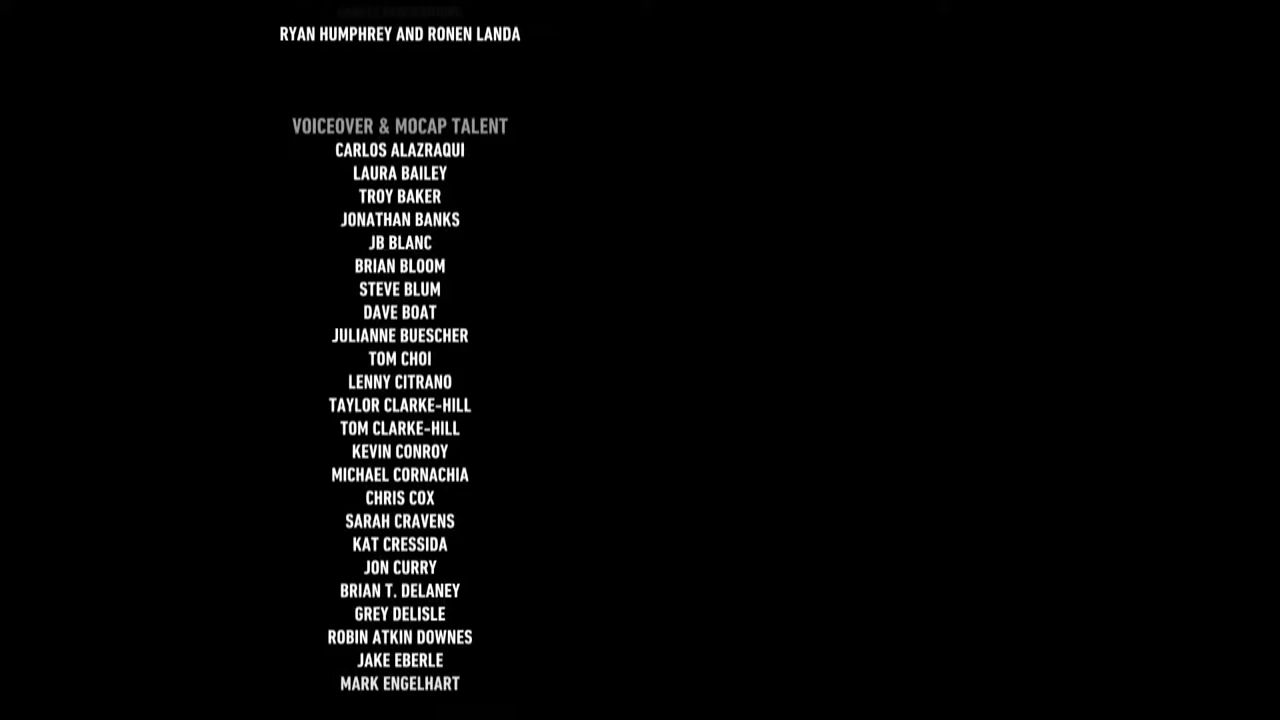 RYAN HUMPHREY AND RONEN LANDA
VOICEOVER & MOCAP TALENT
CARLOS ALAZRAQUI
LAURA BAILEY
TROY BAKER
JONATHAN BANKS
JB BLANC
BRIAN BLOOM
STEVE BLUM
DAVE BOAT
JULIANNE BUESCHER
TOM CHOI
LENNY CITRANO
TAYLOR CLARKE-HILL
TOM CLARKE-HILL
KEVIN CONROY
MICHAEL CORNACHIA
CHRIS COX
SARAH CRAVENS
KAT CRESSIDA
JON CURRY
BRIAN T. DELANEY
GREY DELISLE
ROBIN ATKIN DOWNES
JAKE EBERLE
MARK ENGELHART